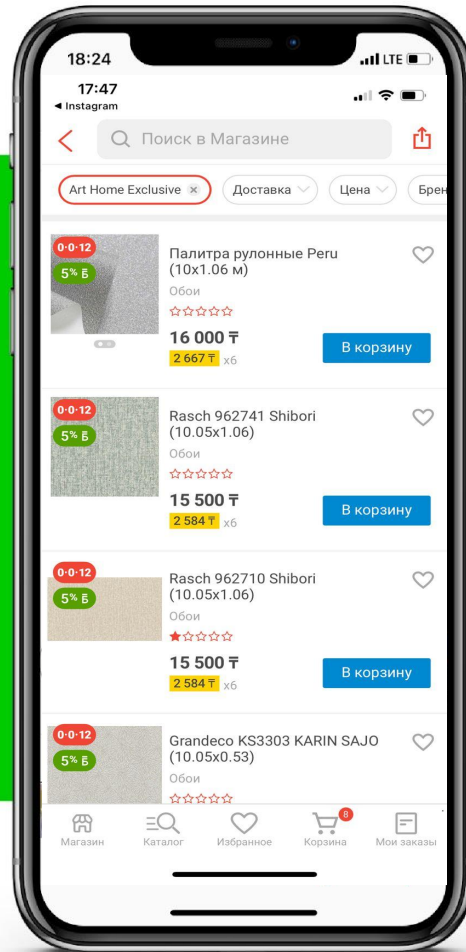 18:24
LTE
17:47
◄ Instagram
Поиск в Магазине
Art Home Exclusive ×
Доставка
Цена
Брен
0·0·12
5% Б
Палитра рулонные Peru
(10x1.06 м)
Обои
16 000 ₸
2 667 ₸ x6
В корзину
0·0·12
5% Б
Rasch 962741 Shibori
(10.05x1.06)
Обои
15 500 ₸
2 584 ₸ x6
В корзину
0·0·12
5% Б
Rasch 962710 Shibori
(10.05x1.06)
Обои
15 500 ₸
2 584 ₸ x6
В корзину
0·0·12
5% Б
Grandeco KS3303 KARIN SAJO
(10.05x0.53)
Обои
8
Магазин
Каталог
Избранное
Корзина
Мои заказы